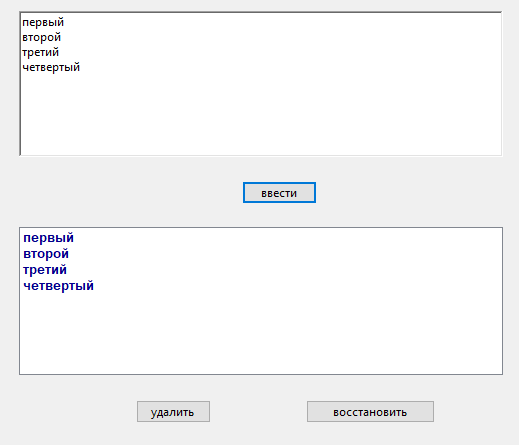 первый
второй
третий
четвертый
ввести
первый
второй
третий
четвертый
удалить
восстановить